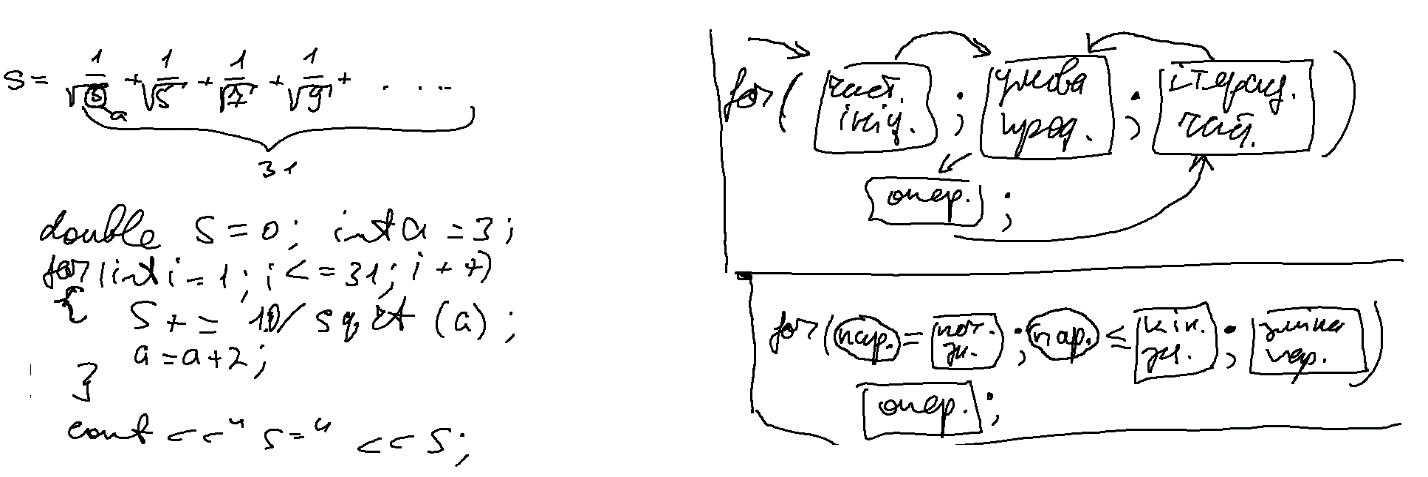 S = 1/√3 + 1/√5 + 1/√7 + 1/√9 + . . . .
a
31
double S = 0; int a = 3;
for (int i = 1; i <= 31; i++)
{ S += 1.0/ sqrt (a);
a = a+2;
}
cout << "S=" << S;
for ( част. ініц. ; умова прод. ; ітерац. част. )
опер. ;
for ( пар. = поч. зн. ; пар. ≤ кін. зн. ; зміна пар. )
опер. ;